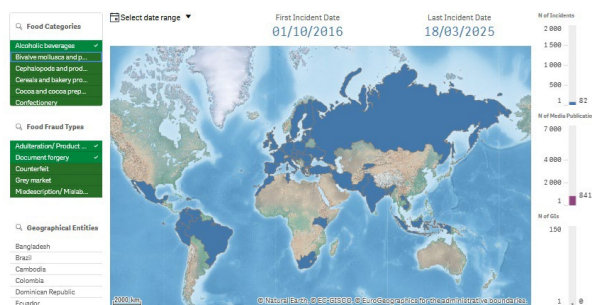 Food Categories
Alcoholic beverages
Bivalve molluscs and p...
Cephalopods and prod...
Cereals and bakery pro...
Cocoa and cocoa prep...
Confectionery
Food Fraud Types
Adulteration/ Product ...
Document forgery
Counterfeit
Grey market
Misdescription/ Mislab...
Geographical Entities
Bangladesh
Brazil
Cambodia
Colombia
Dominican Republic
Ecuador
Select date range
First Incident Date
01/10/2016
Last Incident Date
18/03/2025
2000 km
© Natural Earth, © EC-GISCO, © EuroGeographics for the administrative boundaries.
N of Incidents
2 000
1 500
1 000
500
1
82
N of Media Publicatio
7 000
4 000
2 000
1
841
N of GIs
150
1
0